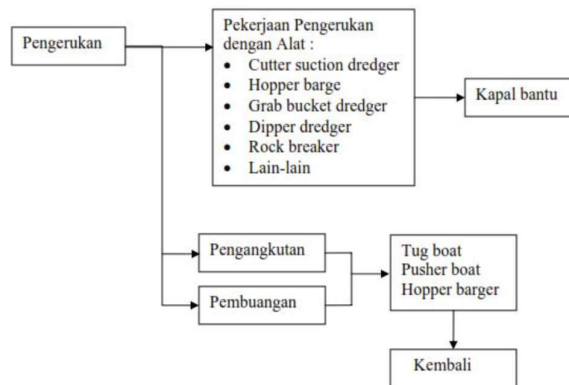 Pengerukan
Pekerjaan Pengerukan
dengan Alat :
• Cutter suction dredger
• Hopper barge
• Grab bucket dredger
• Dipper dredger
• Rock breaker
• Lain-lain
Kapal bantu
Pengangkutan
Pembuangan
Tug boat
Pusher boat
Hopper barger
Kembali